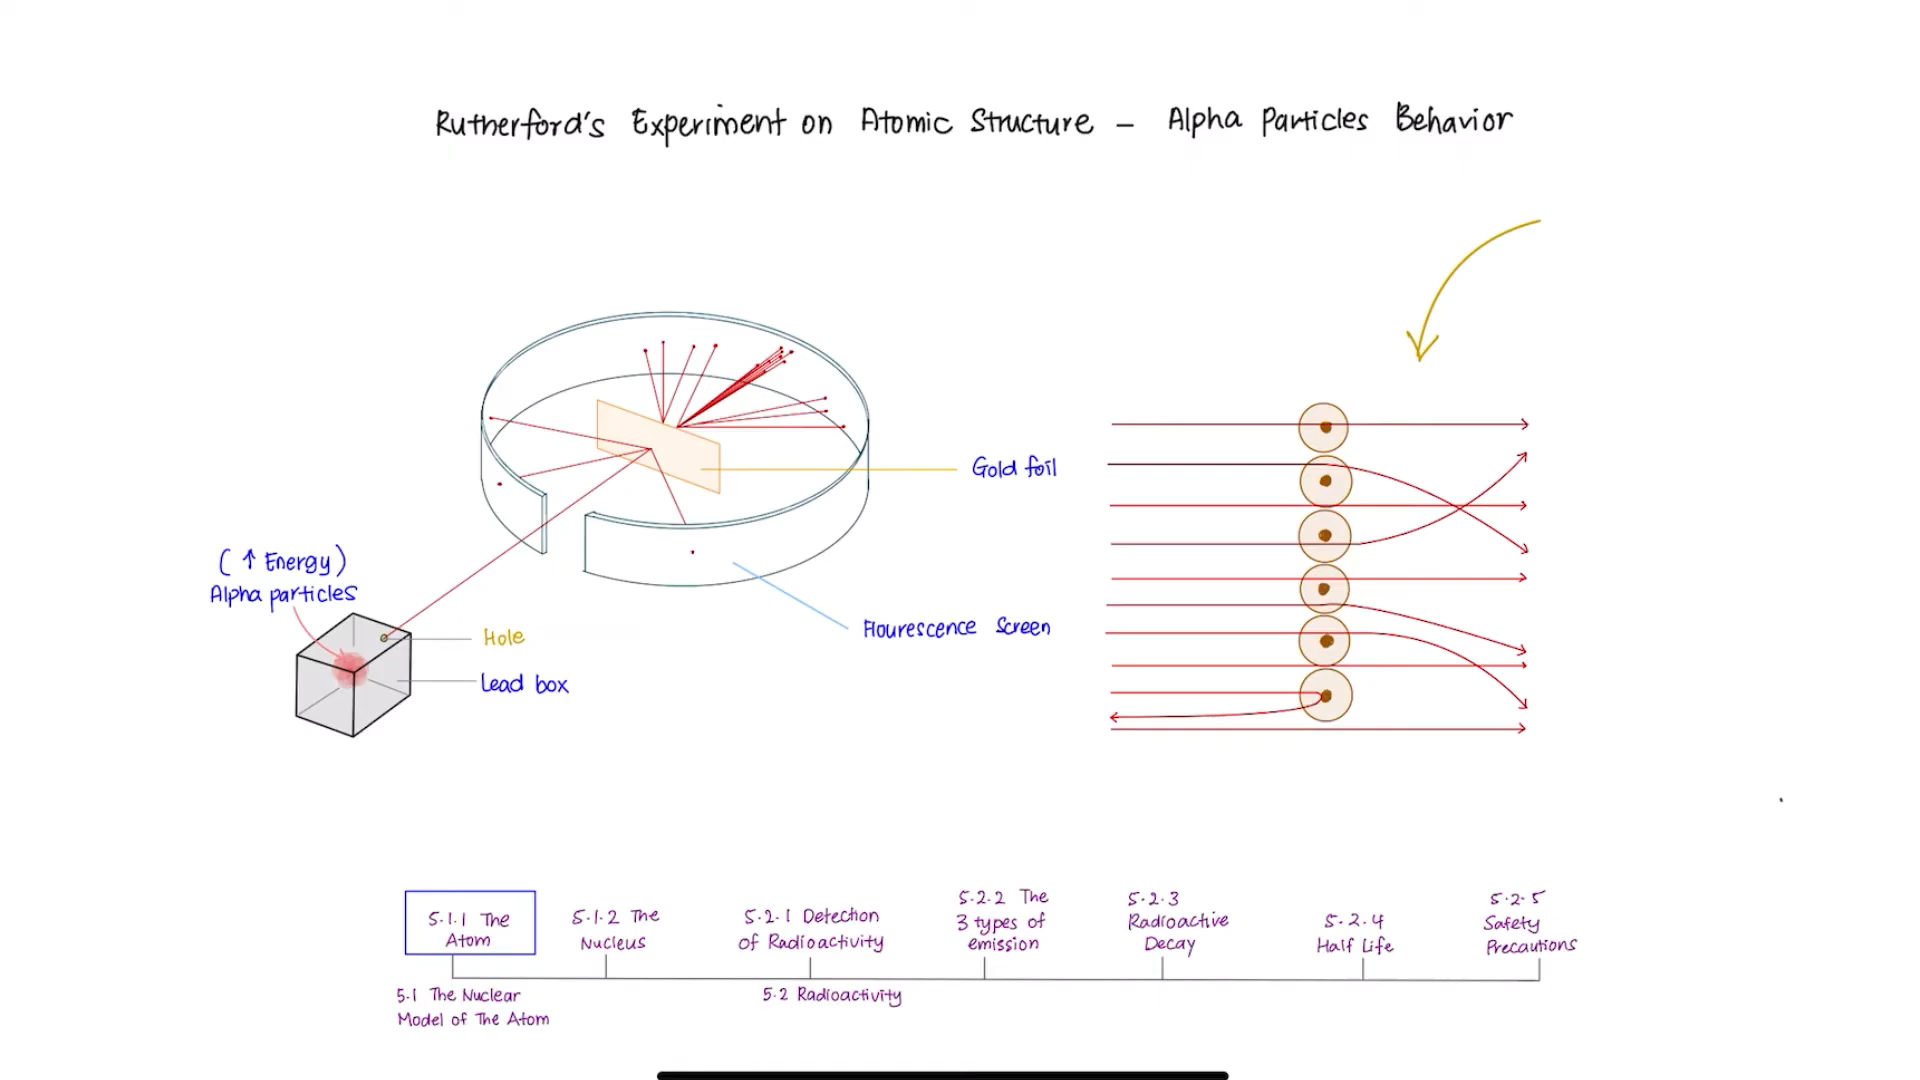 Rutherford's Experiment on Atomic Structure – Alpha Particles Behavior
Gold foil
(↑ Energy)
Alpha particles
Flourescence Screen
Hole
Lead box
5.1.1 The
Atom
5.1.2 The
Nucleus
5.2.1 Detection
of Radioactivity
5.2.2 The
3 types of
emission
5.2.3
Radioactive
Decay
5.2.4
Half Life
5.2.5
Safety
Precautions
5.1 The Nuclear
Model of The Atom
5.2 Radioactivity